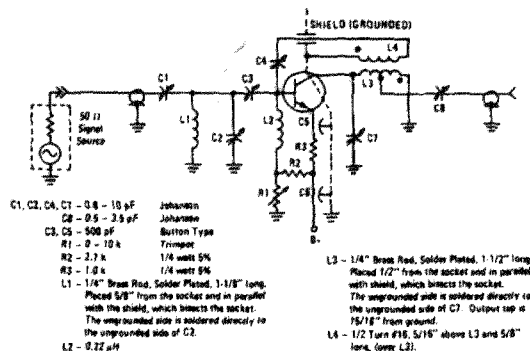 SHIELD (GROUNDED)
C4
L4
C1
C3
L3
C8
50 Ω
Signal
Source
L1
C2
L2
C5
C7
R3
R2
R1
C6
B-
C1, C2, C4, C7 - 0.8 - 10 pF Johanson
C8 - 0.5 - 3.5 pF Johanson
C3, C5 - 500 pF Button Type
R1 - 0 - 10 k Trimpot
R2 - 2.7 k 1/4 watt 5%
R3 - 1.0 k 1/4 watt 5%
L1 - 1/4" Brass Rod, Solder Plated, 1-1/8" long.
Placed 5/8" from the socket and in parallel
with the shield, which bisects the socket.
The ungrounded side is soldered directly to
the ungrounded side of C2.
L2 - 0.22 µH
L3 - 1/4" Brass Rod, Solder Plated, 1-1/2" long
Placed 1/2" from the socket and in parallel
with shield, which bisects the socket.
The ungrounded side is soldered directly to
the ungrounded side of C7. Output tap is
15/16" from ground.
L4 - 1/2 Turn #16, 5/16" above L3 and 5/8"
long, (over L3).